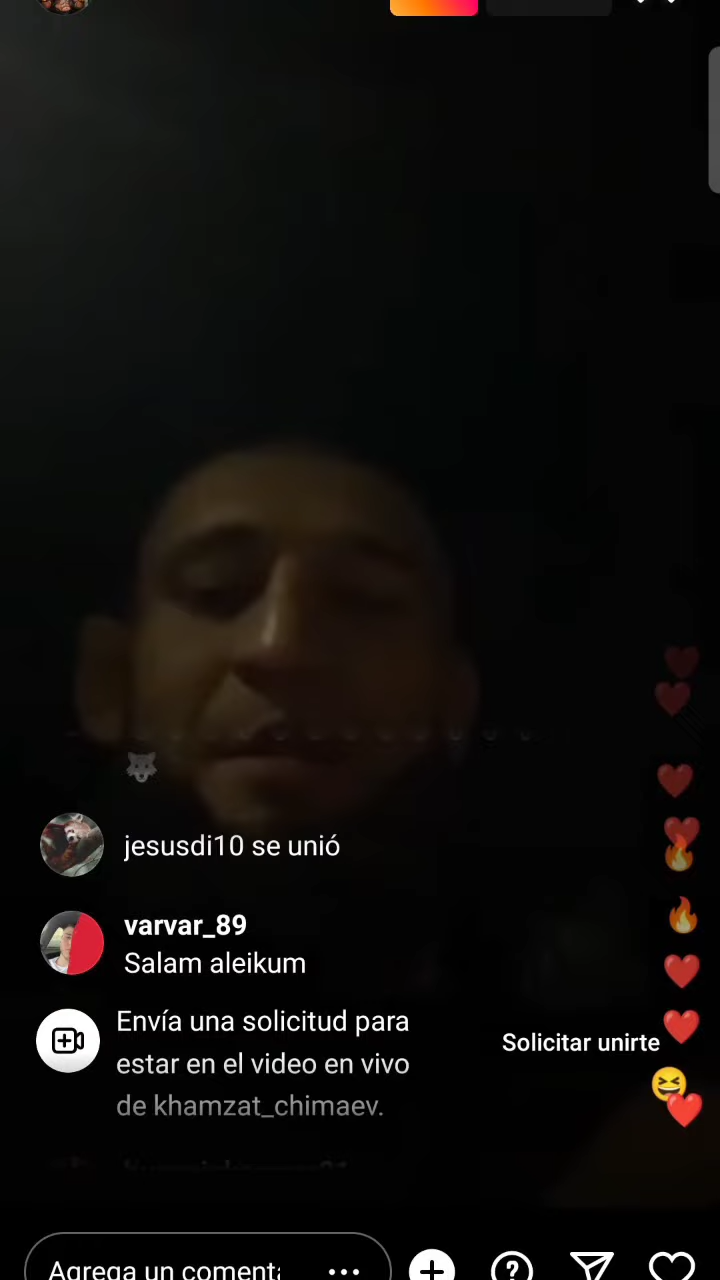 jesusdi10 se unió
varvar_89
Salam aleikum
Envía una solicitud para
estar en el video en vivo
de khamzat_chimaev.
Solicitar unirte
Agrega un coment